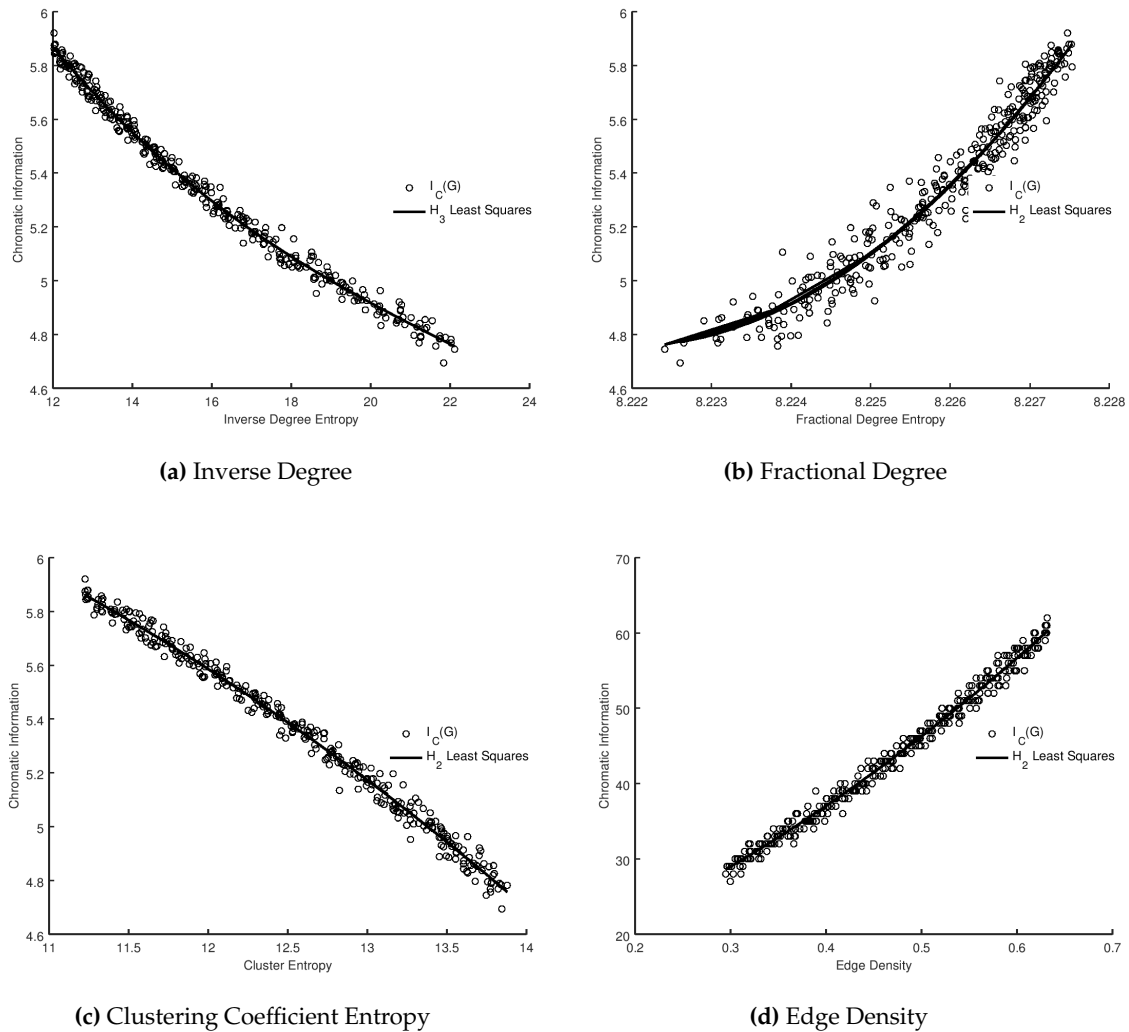 6
5.8
5.6
5.4
5.2
5
4.8
4.6
Chromatic Information
I_C(G)
H_3 Least Squares
12 14 16 18 20 22 24
Inverse Degree Entropy
(a) Inverse Degree
6
5.8
5.6
5.4
5.2
5
4.8
4.6
Chromatic Information
I_C(G)
H_2 Least Squares
8.222 8.223 8.224 8.225 8.226 8.227 8.228
Fractional Degree Entropy
(b) Fractional Degree
6
5.8
5.6
5.4
5.2
5
4.8
4.6
Chromatic Information
I_C(G)
H_2 Least Squares
11 11.5 12 12.5 13 13.5 14
Cluster Entropy
(c) Clustering Coefficient Entropy
70
60
50
40
30
20
Chromatic Information
I_C(G)
H_2 Least Squares
0.2 0.3 0.4 0.5 0.6 0.7
Edge Density
(d) Edge Density